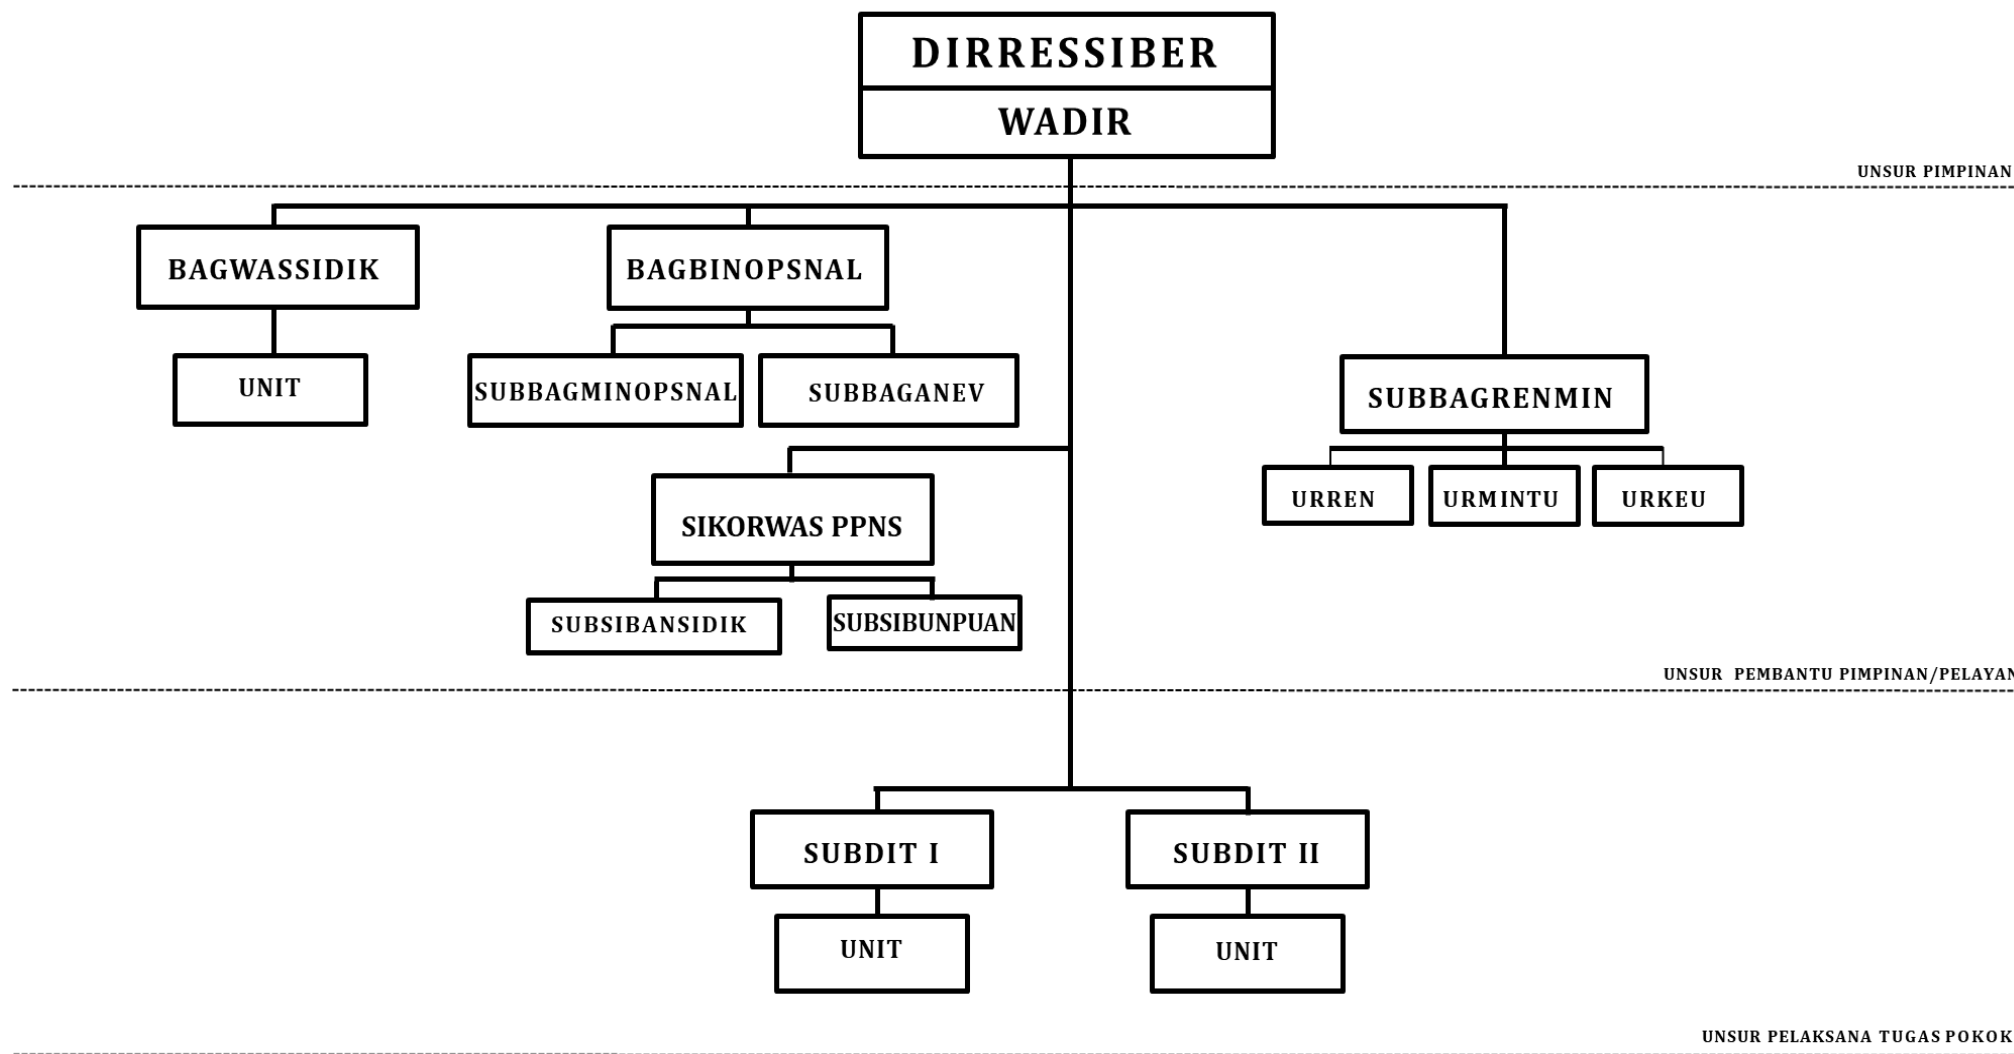 DIRRESSIBER
WADIR
UNSUR PIMPINAN
BAGWASSIDIK
BAGBINOPSNAL
UNIT
SUBBAGMINOPSNAL
SUBBAGANEV
SUBBAGRENMIN
URREN
URMINTU
URKEU
SIKORWAS PPNS
SUBSIBANSIDIK
SUBSIBUNPUAN
UNSUR PEMBANTU PIMPINAN/PELAYAN
SUBDIT I
SUBDIT II
UNIT
UNIT
UNSUR PELAKSANA TUGAS POKOK